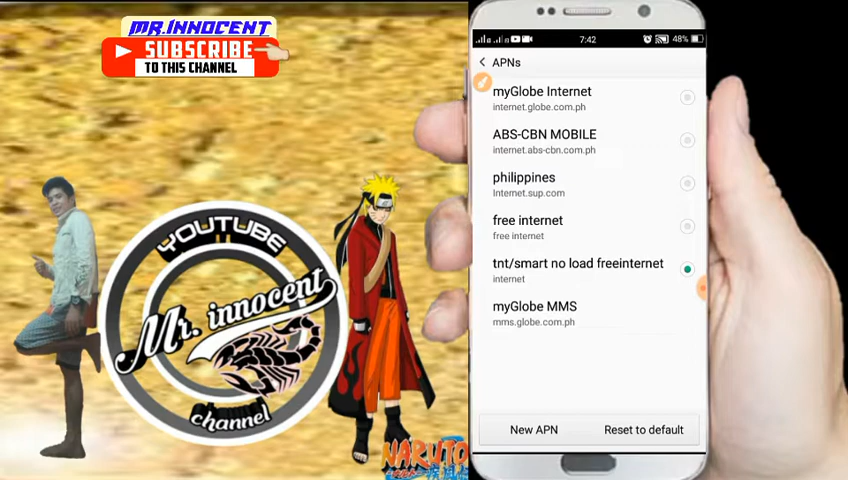 MR.INNOCENT
SUBSCRIBE
TO THIS CHANNEL
YOUTUBE
Mr. innocent
channel
NARUTO
7:42
48%
APNs
myGlobe Internet
internet.globe.com.ph
ABS-CBN MOBILE
internet.abs-cbn.com.ph
philippines
Internet.sup.com
free internet
free internet
tnt/smart no load freeinternet
internet
myGlobe MMS
mms.globe.com.ph
New APN
Reset to default